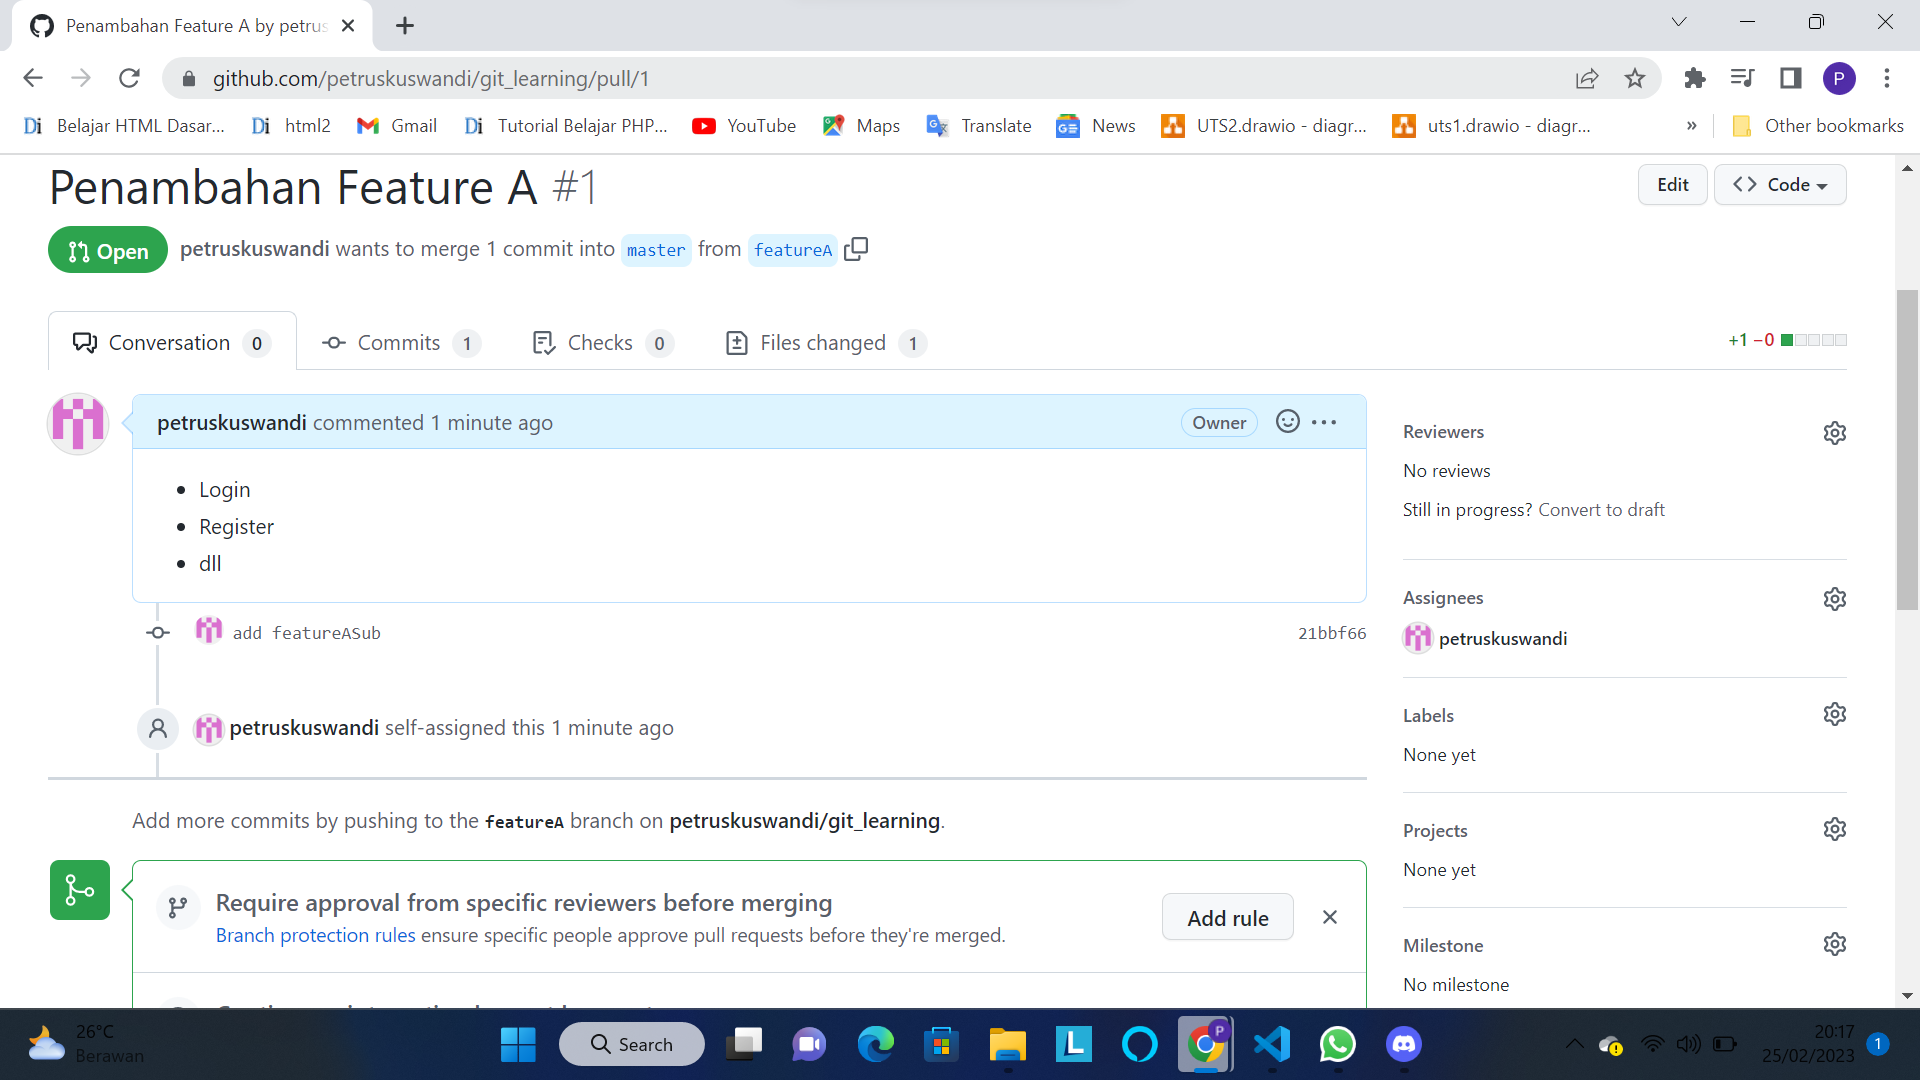 Penambahan Feature A by petrus
github.com/petruskuswandi/git_learning/pull/1
P
Belajar HTML Dasar...
html2
Gmail
Tutorial Belajar PHP...
YouTube
Maps
Translate
News
UTS2.drawio - diagr...
uts1.drawio - diagr...
»
Other bookmarks
Penambahan Feature A #1
Edit
Code
Open
petruskuswandi wants to merge 1 commit into master from featureA
Conversation 0
Commits 1
Checks 0
Files changed 1
+1 −0
petruskuswandi commented 1 minute ago
Owner
Login
Register
dll
add featureASub
21bbf66
petruskuswandi self-assigned this 1 minute ago
Add more commits by pushing to the featureA branch on petruskuswandi/git_learning.
Require approval from specific reviewers before merging
Branch protection rules ensure specific people approve pull requests before they're merged.
Add rule
Reviewers
No reviews
Still in progress? Convert to draft
Assignees
petruskuswandi
Labels
None yet
Projects
None yet
Milestone
No milestone
26°C
Berawan
Search
20:17
25/02/2023
1